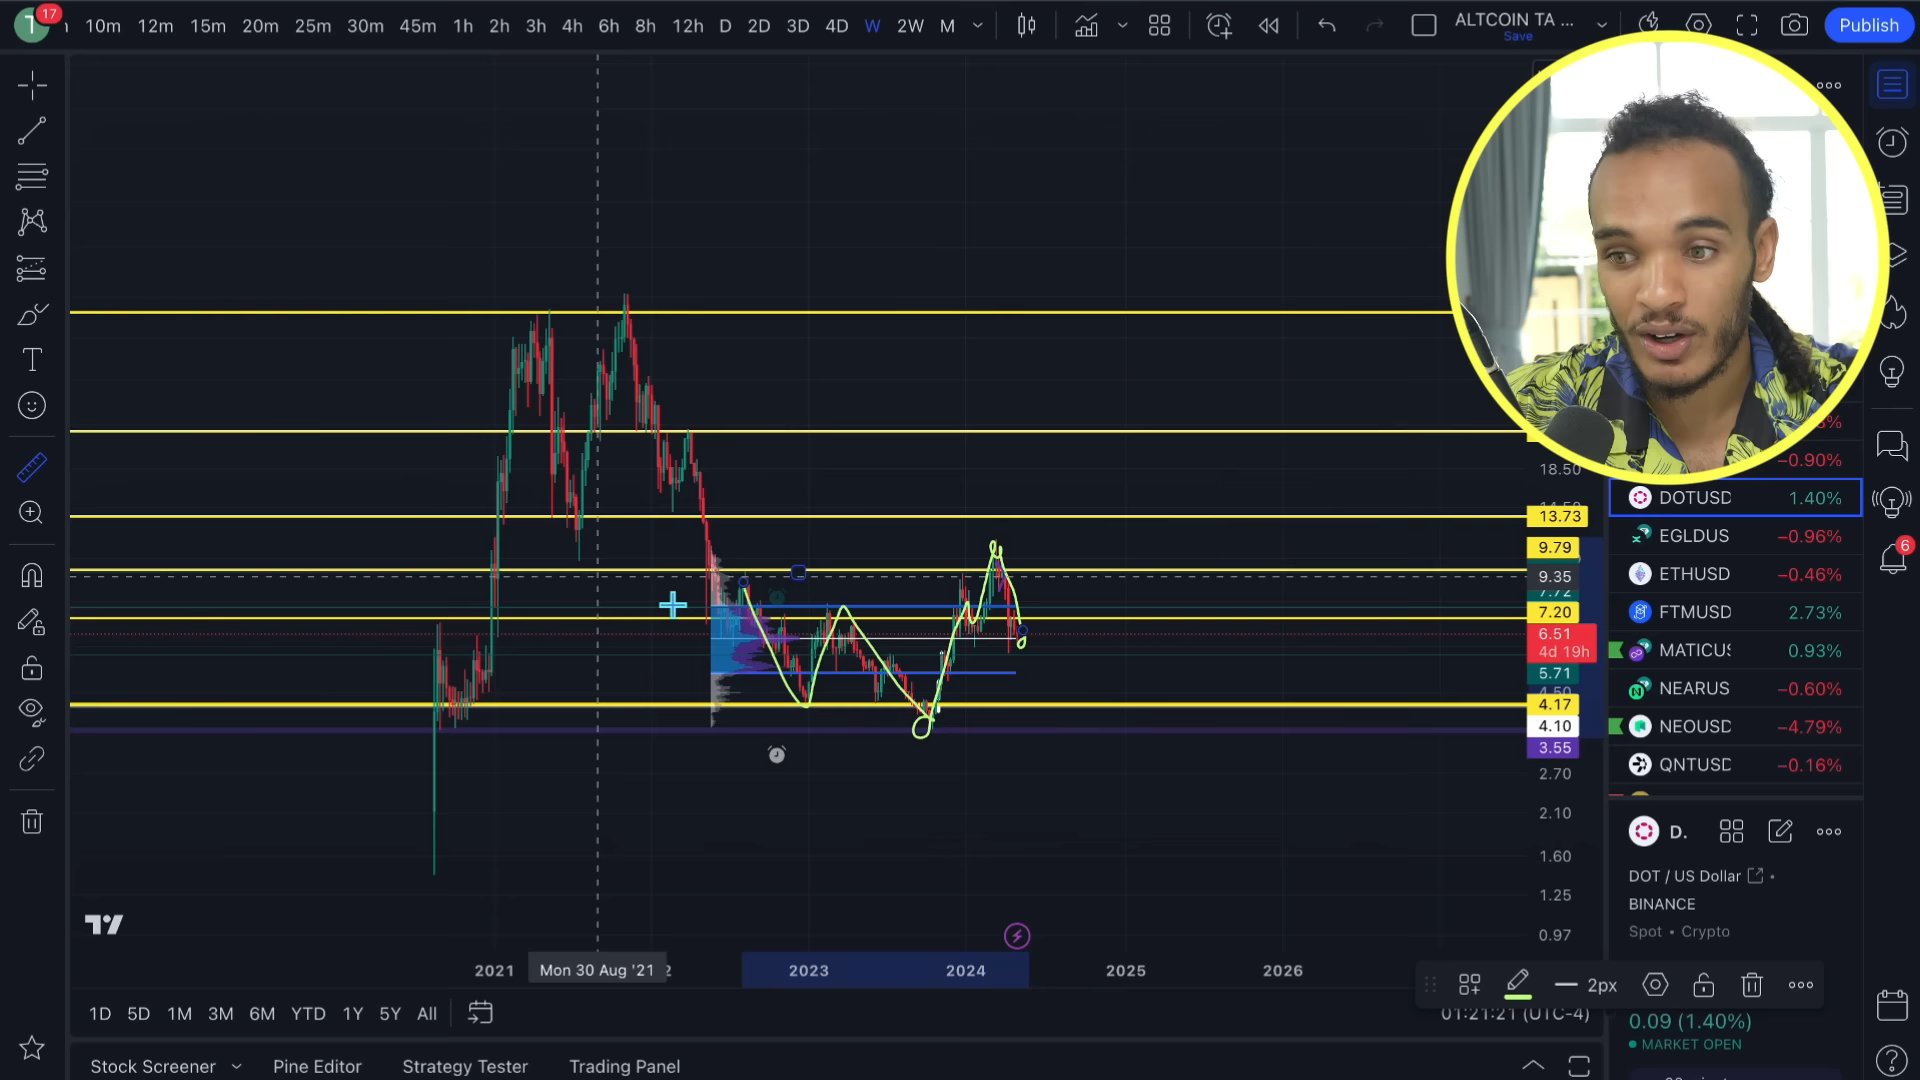 T 17 10m 12m 15m 20m 25m 30m 45m 1h 2h 3h 4h 6h 8h 12h D 2D 3D 4D W 2W M ALTCOIN TA ... Publish
Save
−0.90%
18.50
DOTUSD 1.40%
13.73
EGLDUS −0.96%
9.79
9.35
ETHUSD −0.46%
7.72
7.20
FTMUSD 2.73%
6.51
4d 19h
MATICUS 0.93%
5.71
4.50
NEARUS −0.60%
4.17
4.10
NEOUSD −4.79%
3.55
QNTUSD −0.16%
2.70
2.10
D.
1.60
DOT / US Dollar
1.25
BINANCE
0.97
Spot • Crypto
2021 Mon 30 Aug '21 2 2023 2024 2025 2026
2px
1D 5D 1M 3M 6M YTD 1Y 5Y All 01:21:21 (UTC-4)
0.09 (1.40%)
MARKET OPEN
Stock Screener Pine Editor Strategy Tester Trading Panel
6